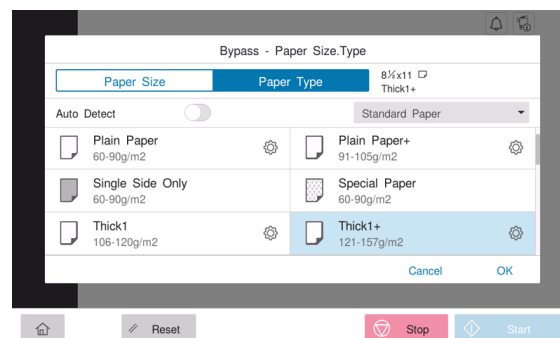 Bypass - Paper Size.Type
Paper Size
Paper Type
8½x11
Thick1+
Auto Detect
Standard Paper
Plain Paper
60-90g/m2
Plain Paper+
91-105g/m2
Single Side Only
60-90g/m2
Special Paper
60-90g/m2
Thick1
106-120g/m2
Thick1+
121-157g/m2
Cancel
OK
Reset
Stop
Start